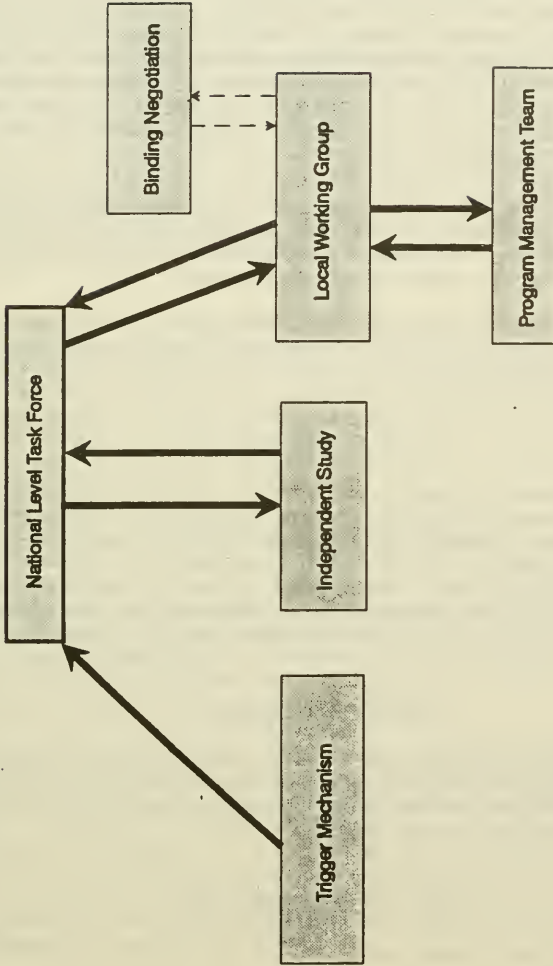 National Level Task Force
Trigger Mechanism
Independent Study
Local Working Group
Binding Negotiation
Program Management Team